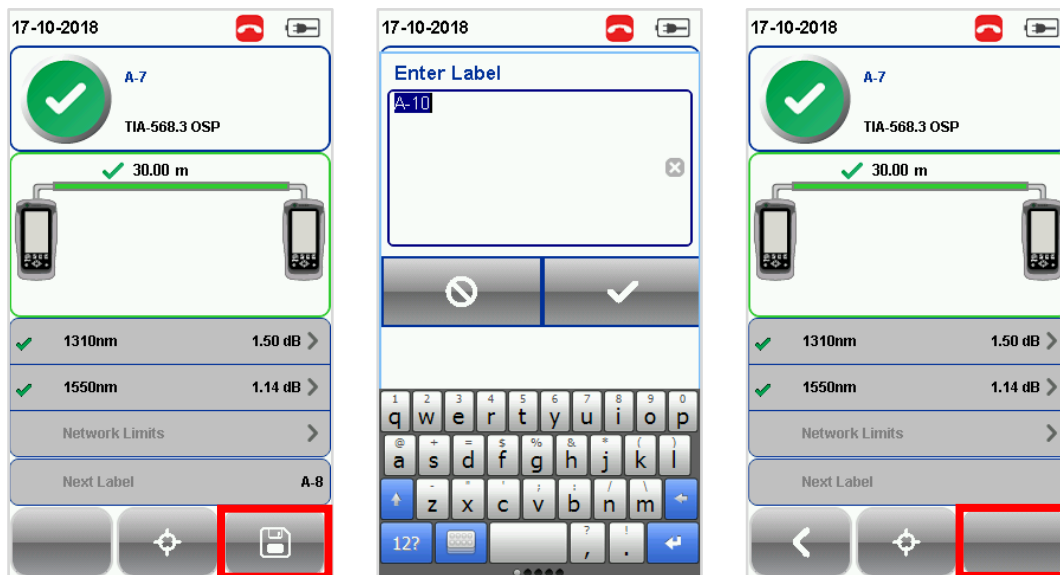 17-10-2018
A-7
TIA-568.3 OSP
30.00 m
1310nm 1.50 dB
1550nm 1.14 dB
Network Limits
Next Label A-8
17-10-2018
Enter Label
A-10
1 2 3 4 5 6 7 8 9 0
q w e r t y u i o p
@ + = $ % & * ( )
a s d f g h j k l
- " ' : ; / \
z x c v b n m
? !
12? , .
17-10-2018
A-7
TIA-568.3 OSP
30.00 m
1310nm 1.50 dB
1550nm 1.14 dB
Network Limits
Next Label